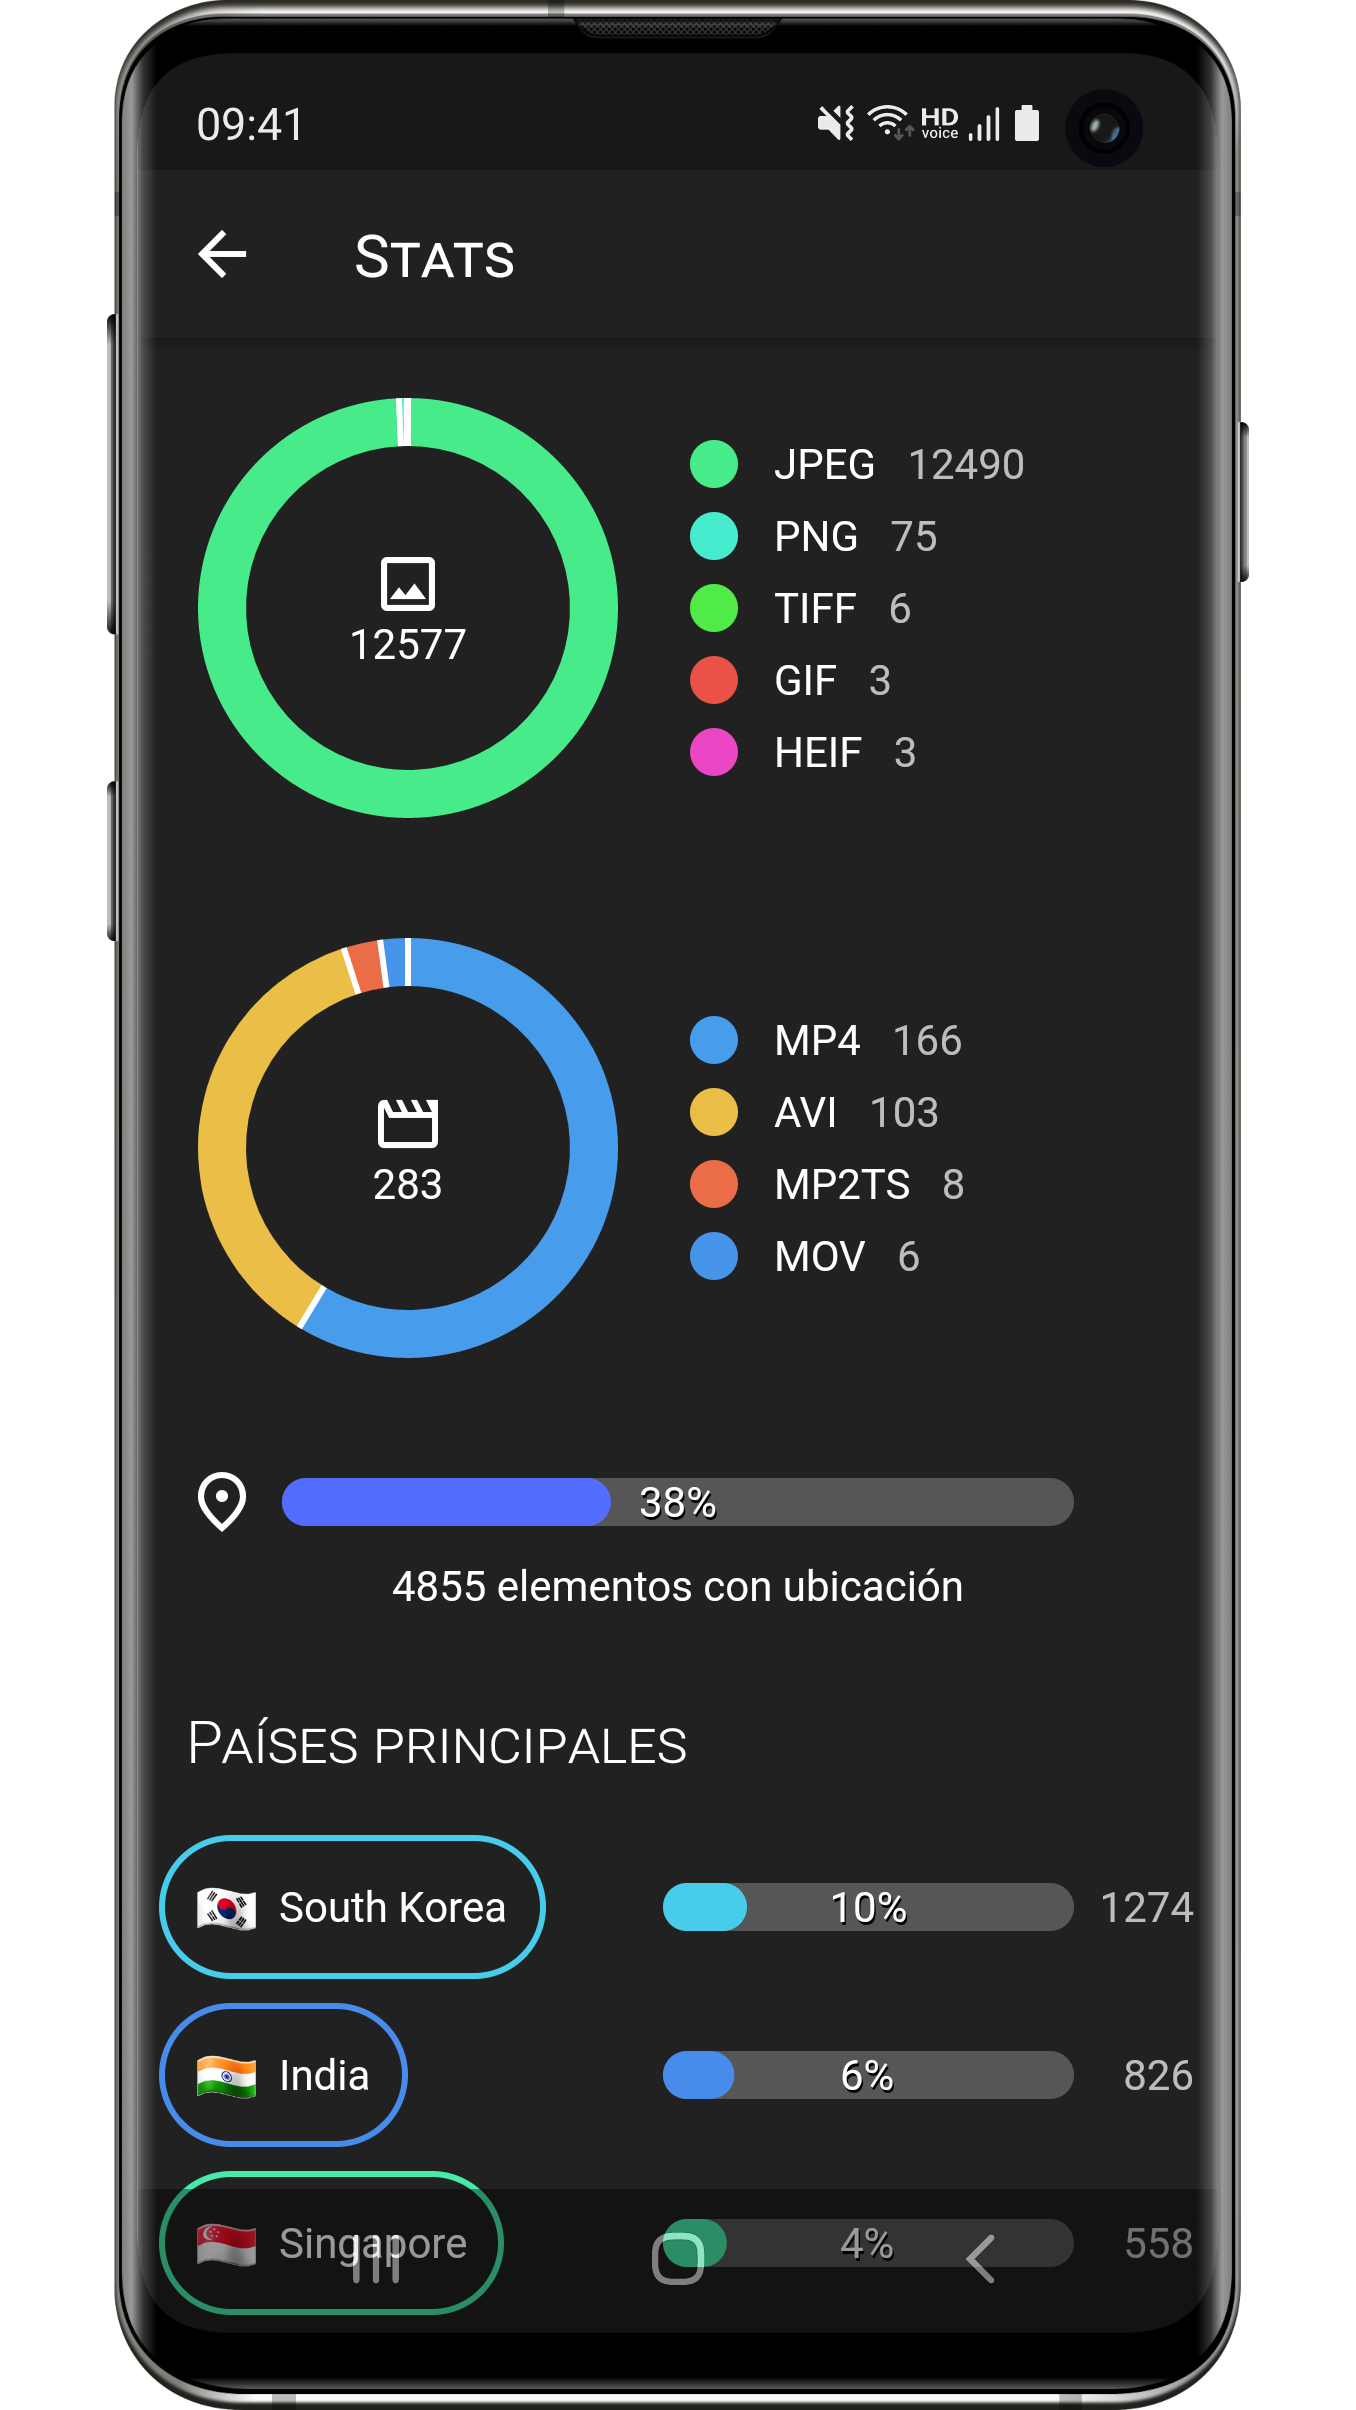 09:41 HD voice
STATS
JPEG 12490
PNG 75
TIFF 6
GIF 3
HEIF 3
12577
MP4 166
AVI 103
MP2TS 8
MOV 6
283
38%
4855 elementos con ubicación
PAÍSES PRINCIPALES
South Korea 10% 1274
India 6% 826
Singapore 4% 558